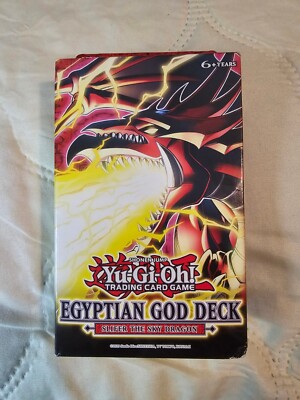 6+ YEARS
SHONEN JUMP
Yu-Gi-Oh!
TRADING CARD GAME
EGYPTIAN GOD DECK
SLIFER THE SKY DRAGON